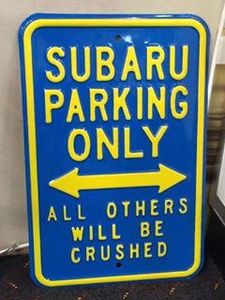 SUBARU
PARKING
ONLY
ALL OTHERS
WILL BE
CRUSHED